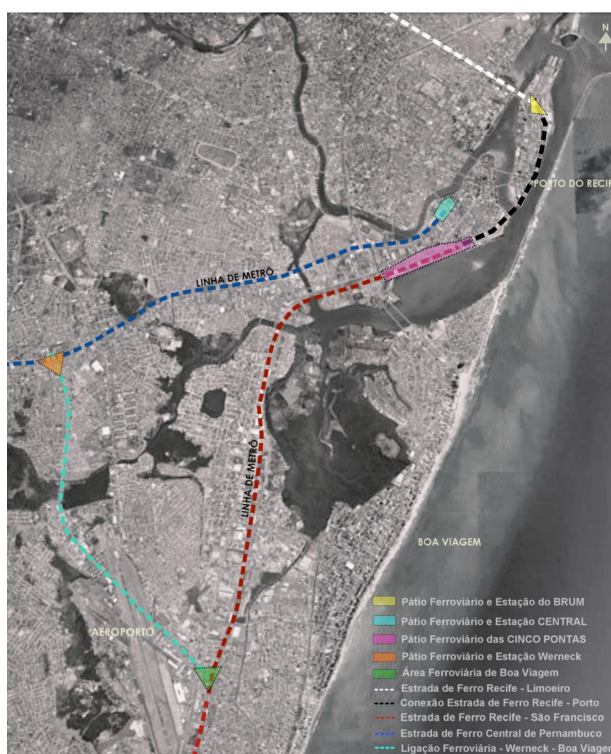 N
PORTO DO RECIF
LINHA DE METRÔ
LINHA DE METRÔ
BOA VIAGEM
AEROPORTO
Pátio Ferroviário e Estação do BRUM
Pátio Ferroviário e Estação CENTRAL
Pátio Ferroviário das CINCO PONTAS
Pátio Ferroviário e Estação Werneck
Área Ferroviária de Boa Viagem
Estrada de Ferro Recife - Limoeiro
Conexão Estrada de Ferro Recife - Porto
Estrada de Ferro Recife - São Francisco
Estrada de Ferro Central de Pernambuco
Ligação Ferroviária - Werneck - Boa Viagem